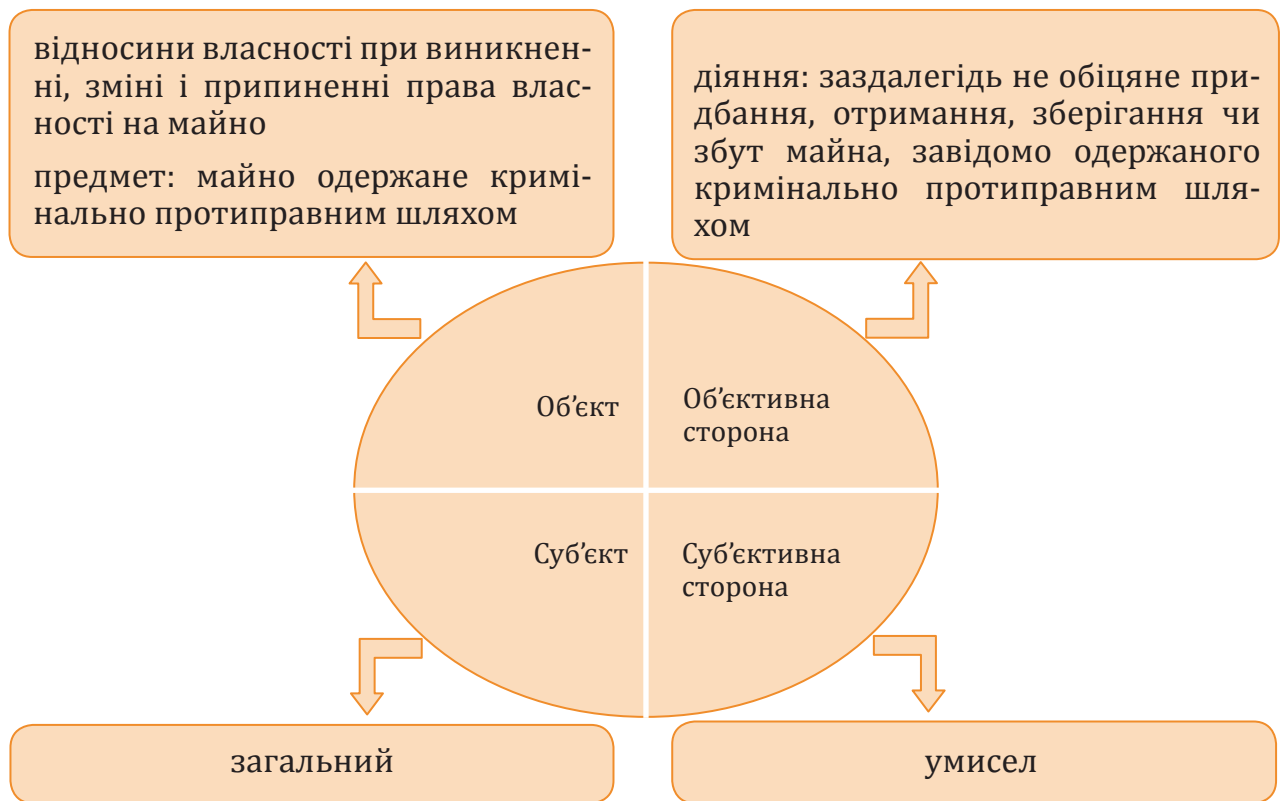 відносини власності при виникнен-
ні, зміні і припиненні права влас-
ності на майно
предмет: майно одержане кримі-
нально протиправним шляхом
діяння: заздалегідь не обіцяне при-
дбання, отримання, зберігання чи
збут майна, завідомо одержаного
кримінально протиправним шля-
хом
Об’єкт
Об’єктивна
сторона
Суб’єкт
Суб’єктивна
сторона
загальний
умисел